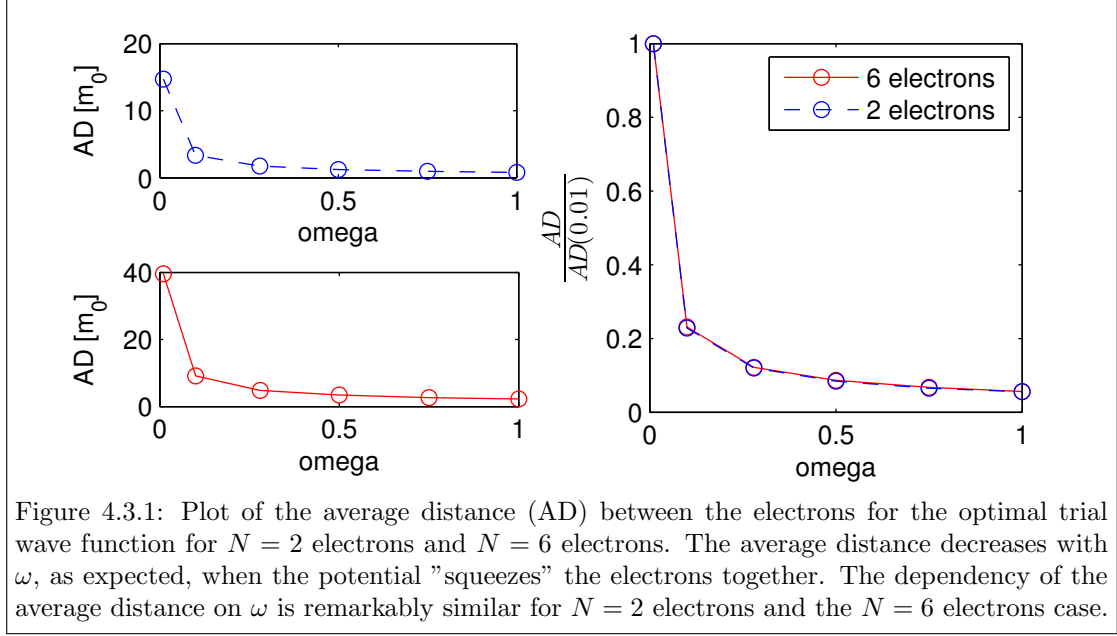 20
10
0
AD [m0]
0
0.5
1
omega
40
20
0
AD [m0]
0
0.5
1
omega
1
0.8
0.6
0.4
0.2
0
AD
AD(0.01)
6 electrons
2 electrons
0
0.5
1
omega
Figure 4.3.1: Plot of the average distance (AD) between the electrons for the optimal trial
wave function for N = 2 electrons and N = 6 electrons. The average distance decreases with
ω, as expected, when the potential ”squeezes” the electrons together. The dependency of the
average distance on ω is remarkably similar for N = 2 electrons and the N = 6 electrons case.